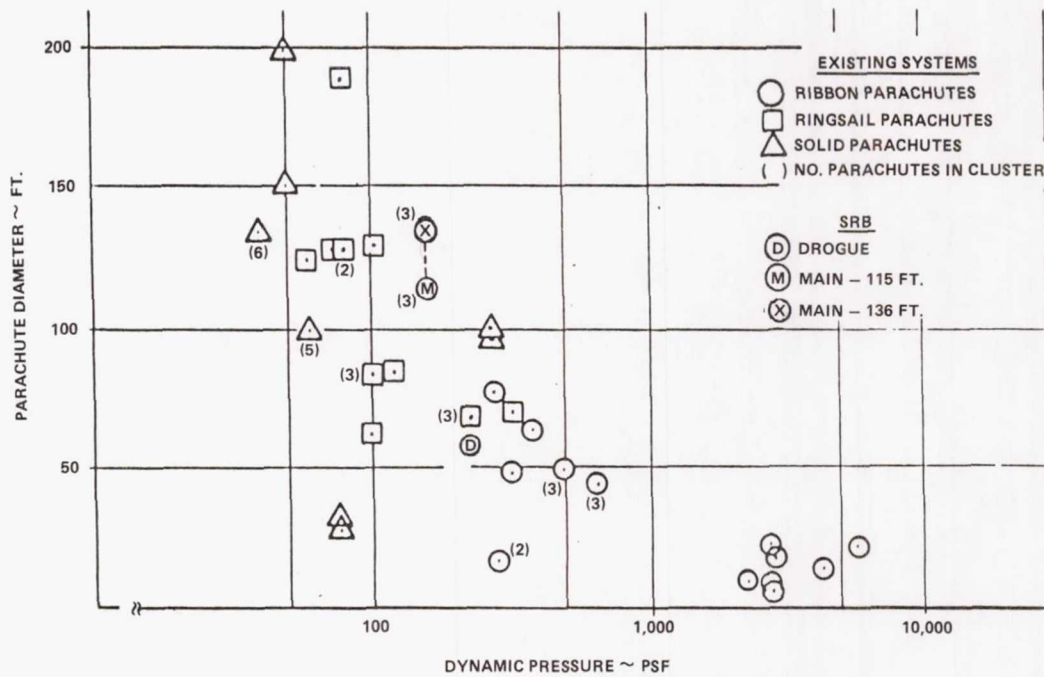 200
150
100
50
PARACHUTE DIAMETER ~ FT.
EXISTING SYSTEMS
RIBBON PARACHUTES
RINGSAIL PARACHUTES
SOLID PARACHUTES
( ) NO. PARACHUTES IN CLUSTER
SRB
D DROGUE
M MAIN – 115 FT.
X MAIN – 136 FT.
(3)
X
(6)
(2)
(3) M
(5)
(3)
(3)
D
(3)
(3)
(2)
100
1,000
10,000
DYNAMIC PRESSURE ~ PSF